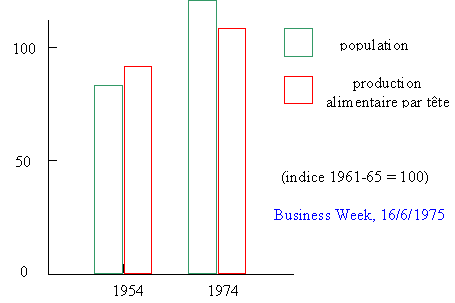 100
population
production
alimentaire par tête
50
(indice 1961-65 = 100)
Business Week, 16/6/1975
0
1954
1974